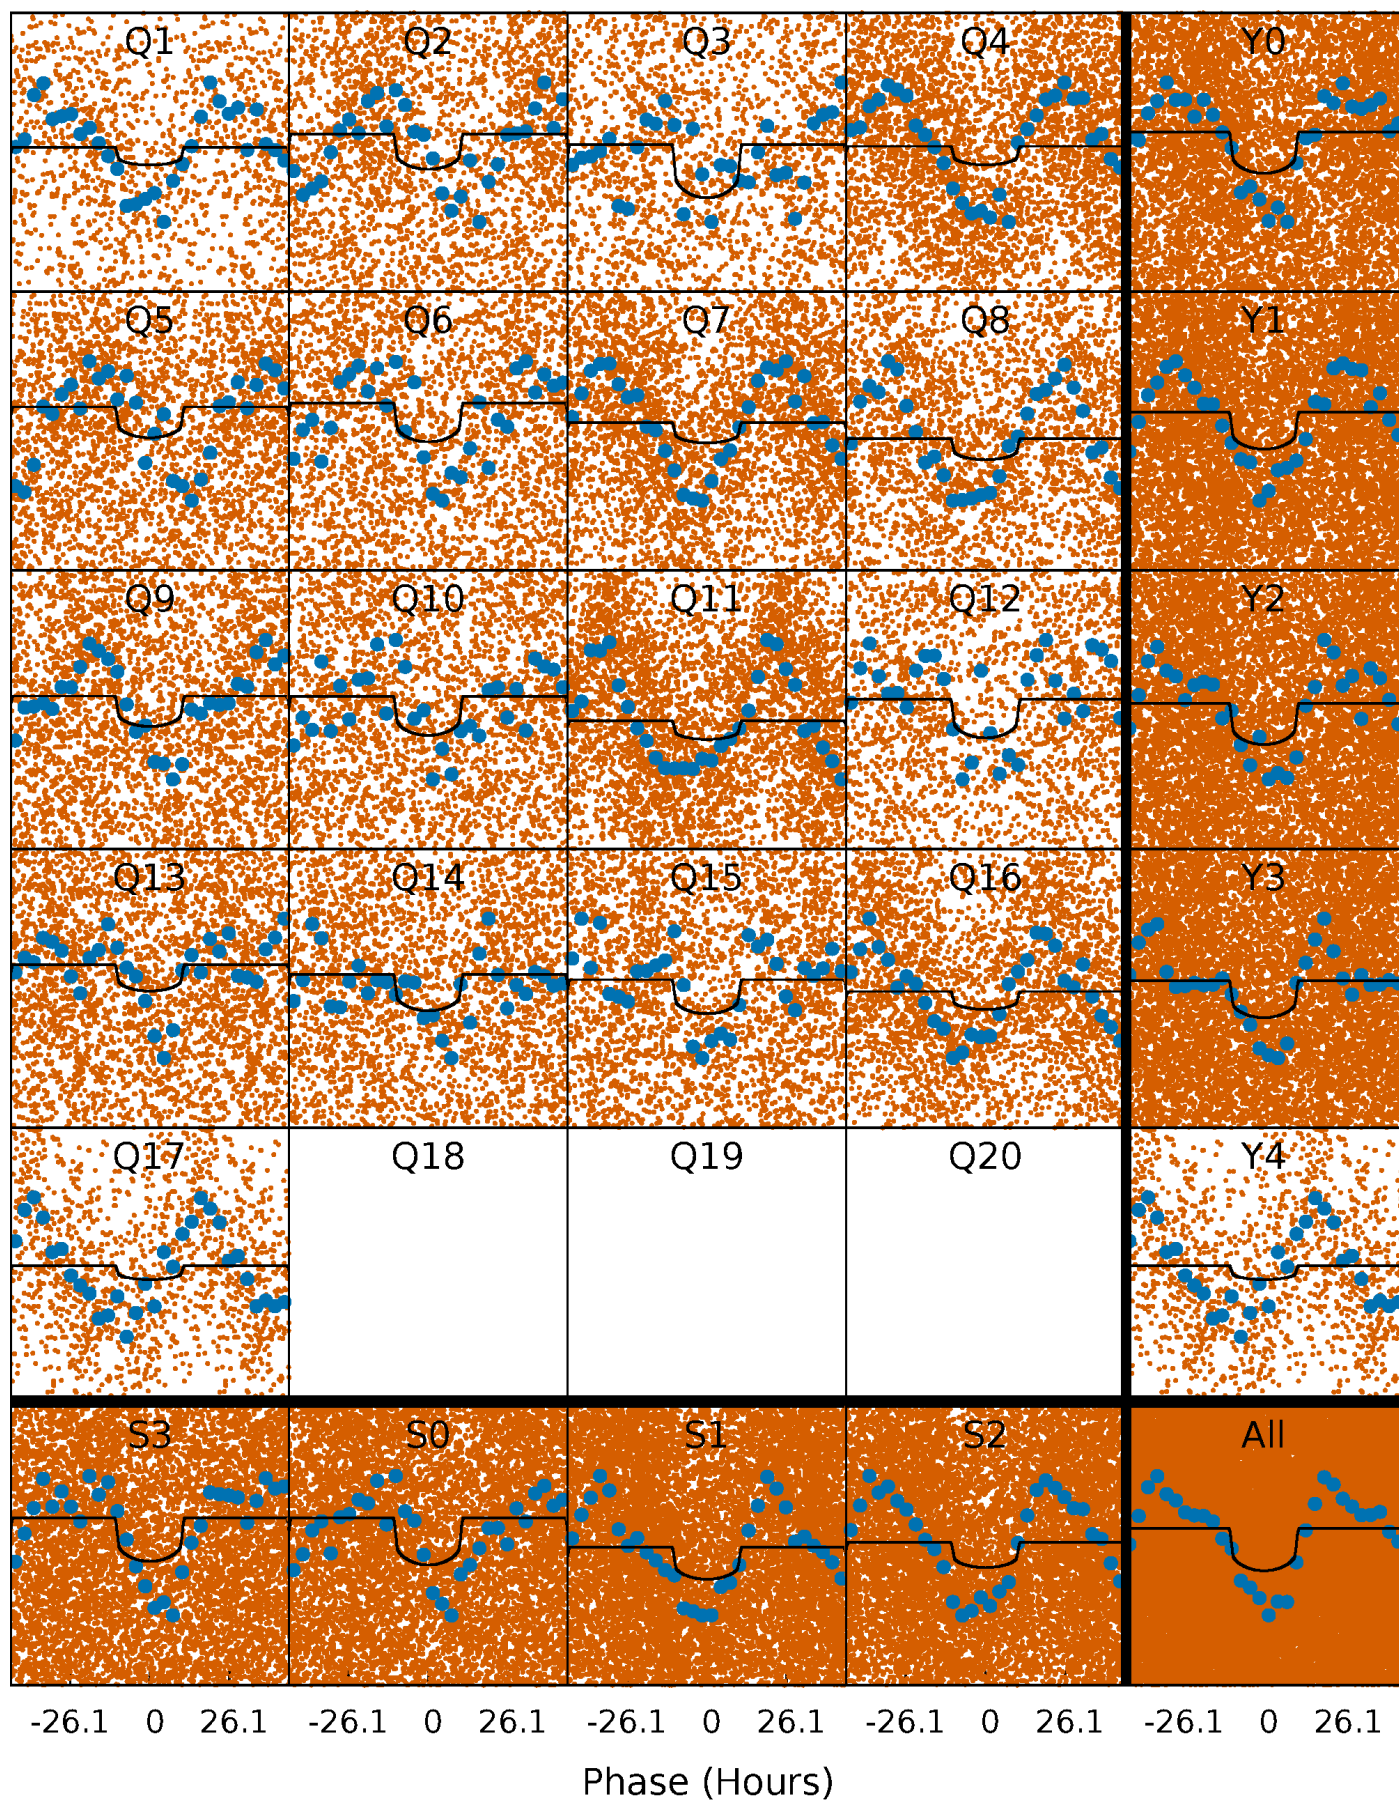 Q1 Q2 Q3 Q4 Y0
Q5 Q6 Q7 Q8 Y1
Q9 Q10 Q11 Q12 Y2
Q13 Q14 Q15 Q16 Y3
Q17 Q18 Q19 Q20 Y4
S3 S0 S1 S2 All
-26.1 0 26.1 -26.1 0 26.1 -26.1 0 26.1 -26.1 0 26.1 -26.1 0 26.1
Phase (Hours)